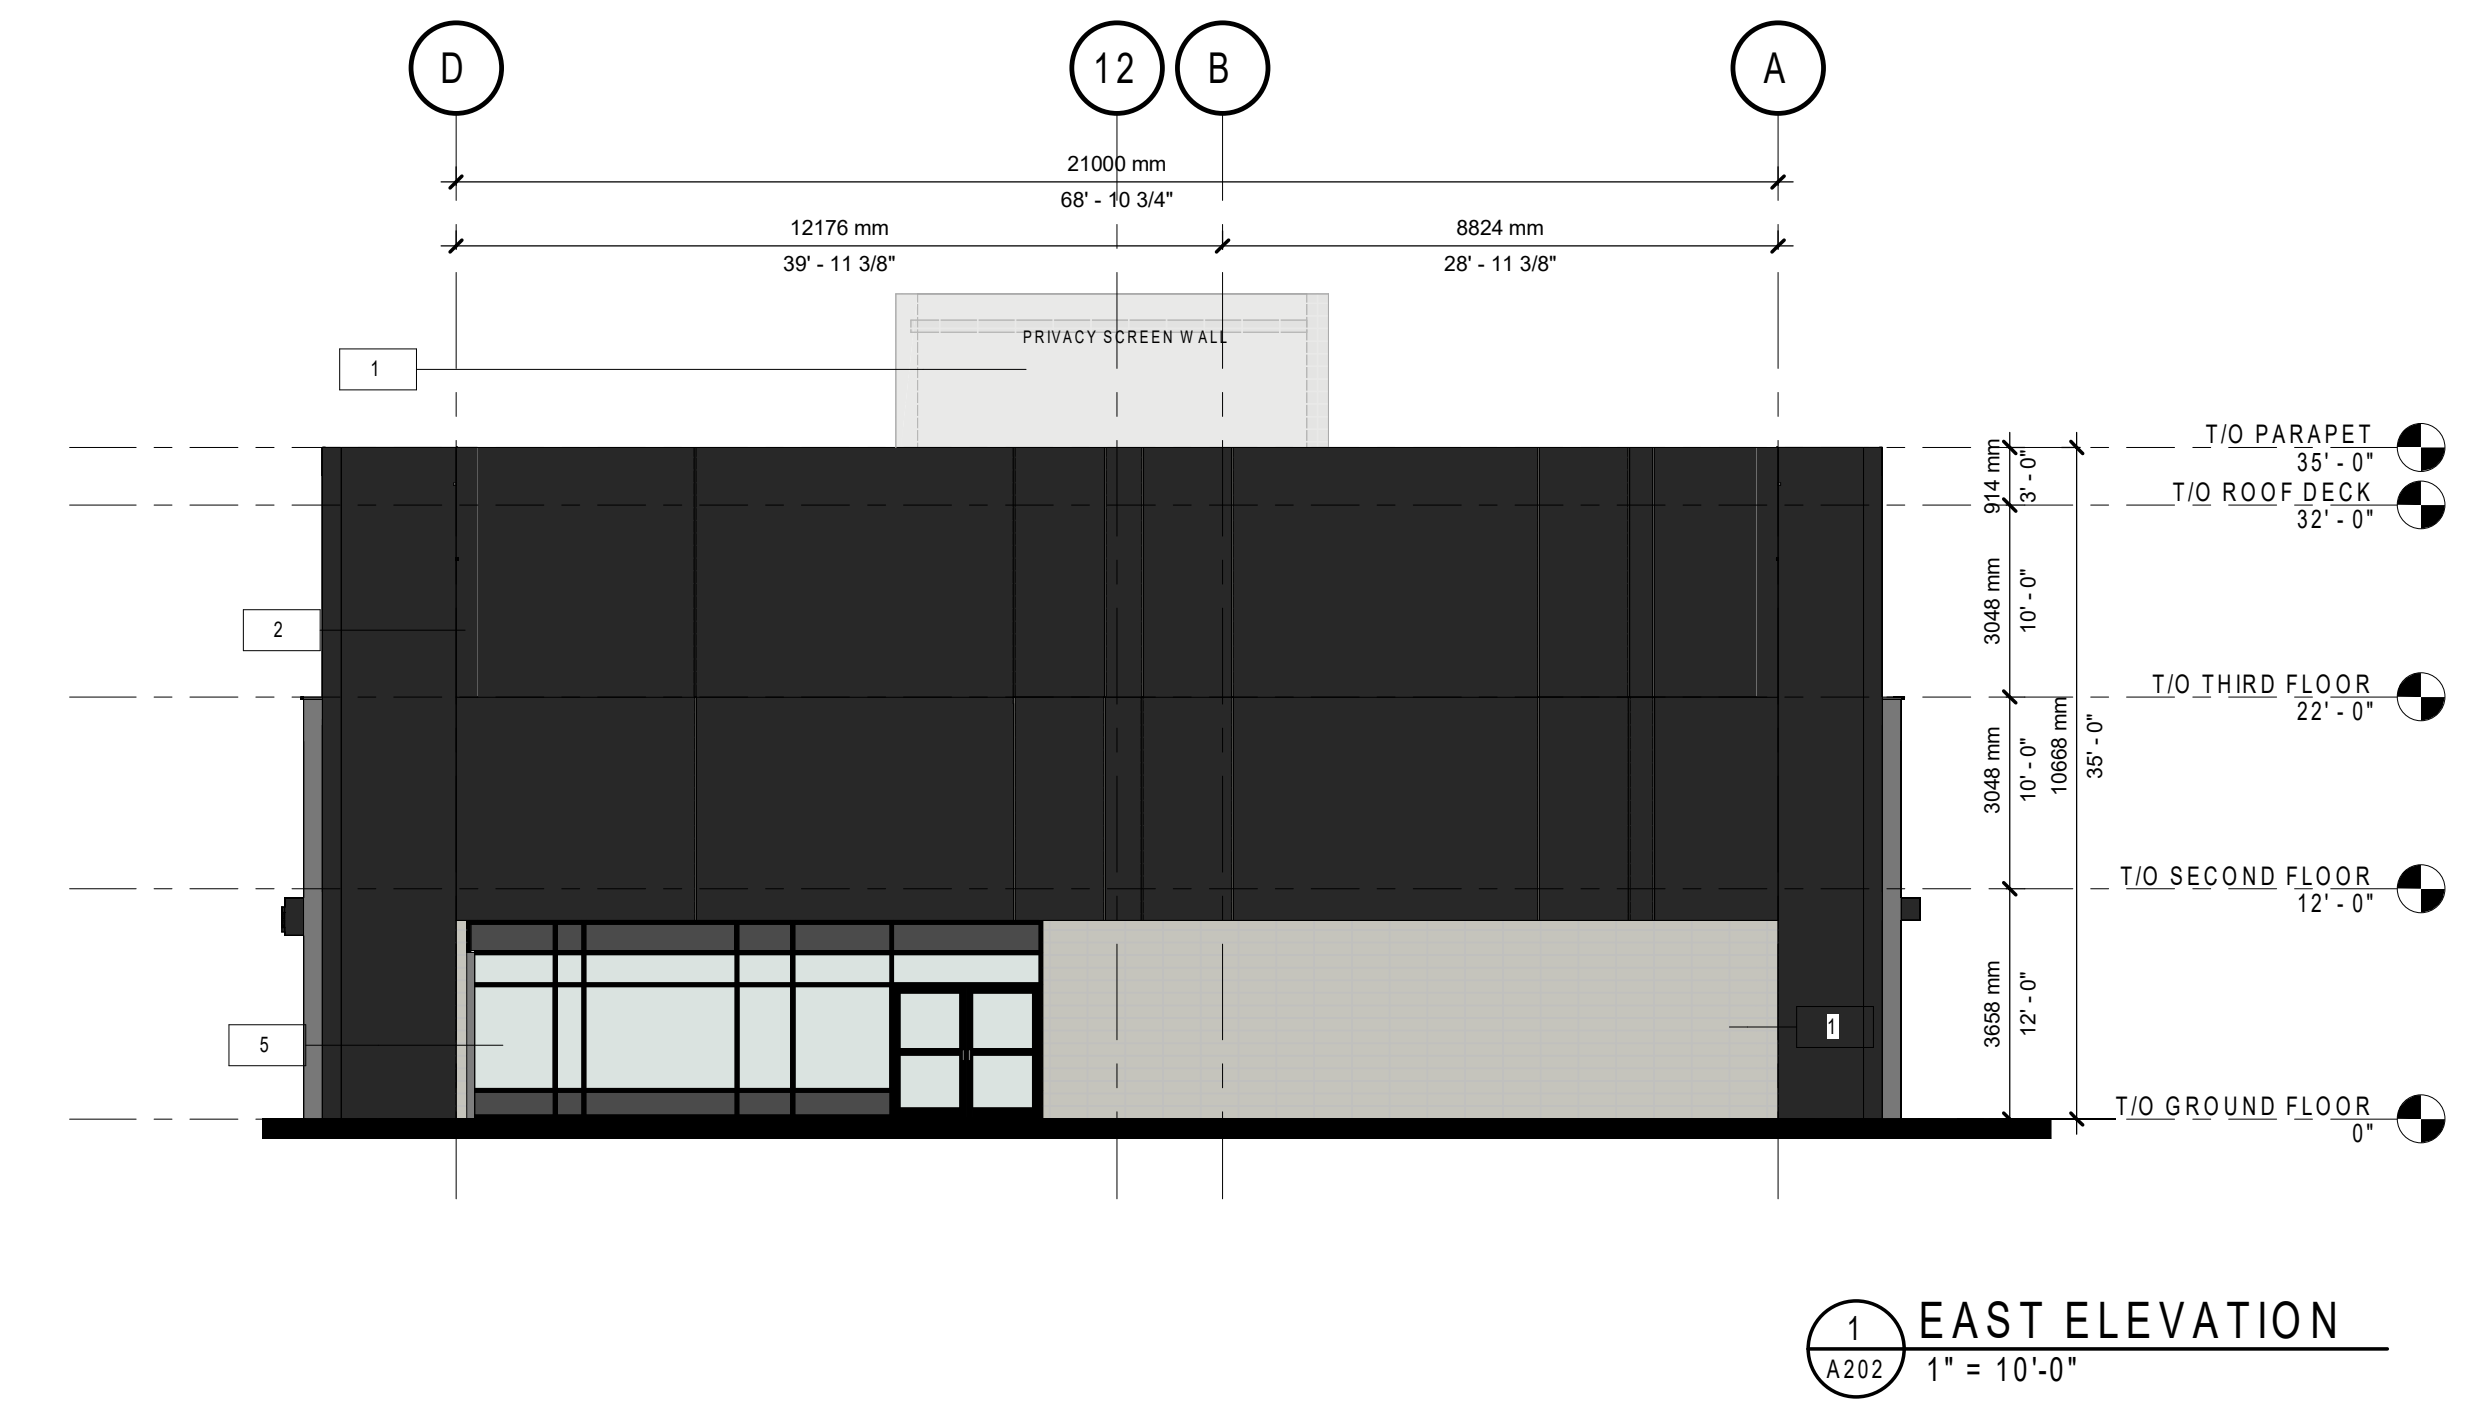 D 12 B A
21000 mm
68' - 10 3/4"
12176 mm 8824 mm
39' - 11 3/8" 28' - 11 3/8"
PRIVACY SCREEN WALL
1
T/O PARAPET
35' - 0"
914 mm
3' - 0"
T/O ROOF DECK
32' - 0"
3048 mm
10' - 0"
2
T/O THIRD FLOOR
22' - 0"
3048 mm
10' - 0"
10668 mm
35' - 0"
T/O SECOND FLOOR
12' - 0"
3658 mm
12' - 0"
5
1
T/O GROUND FLOOR
0"
1
A202
EAST ELEVATION
1" = 10'-0"